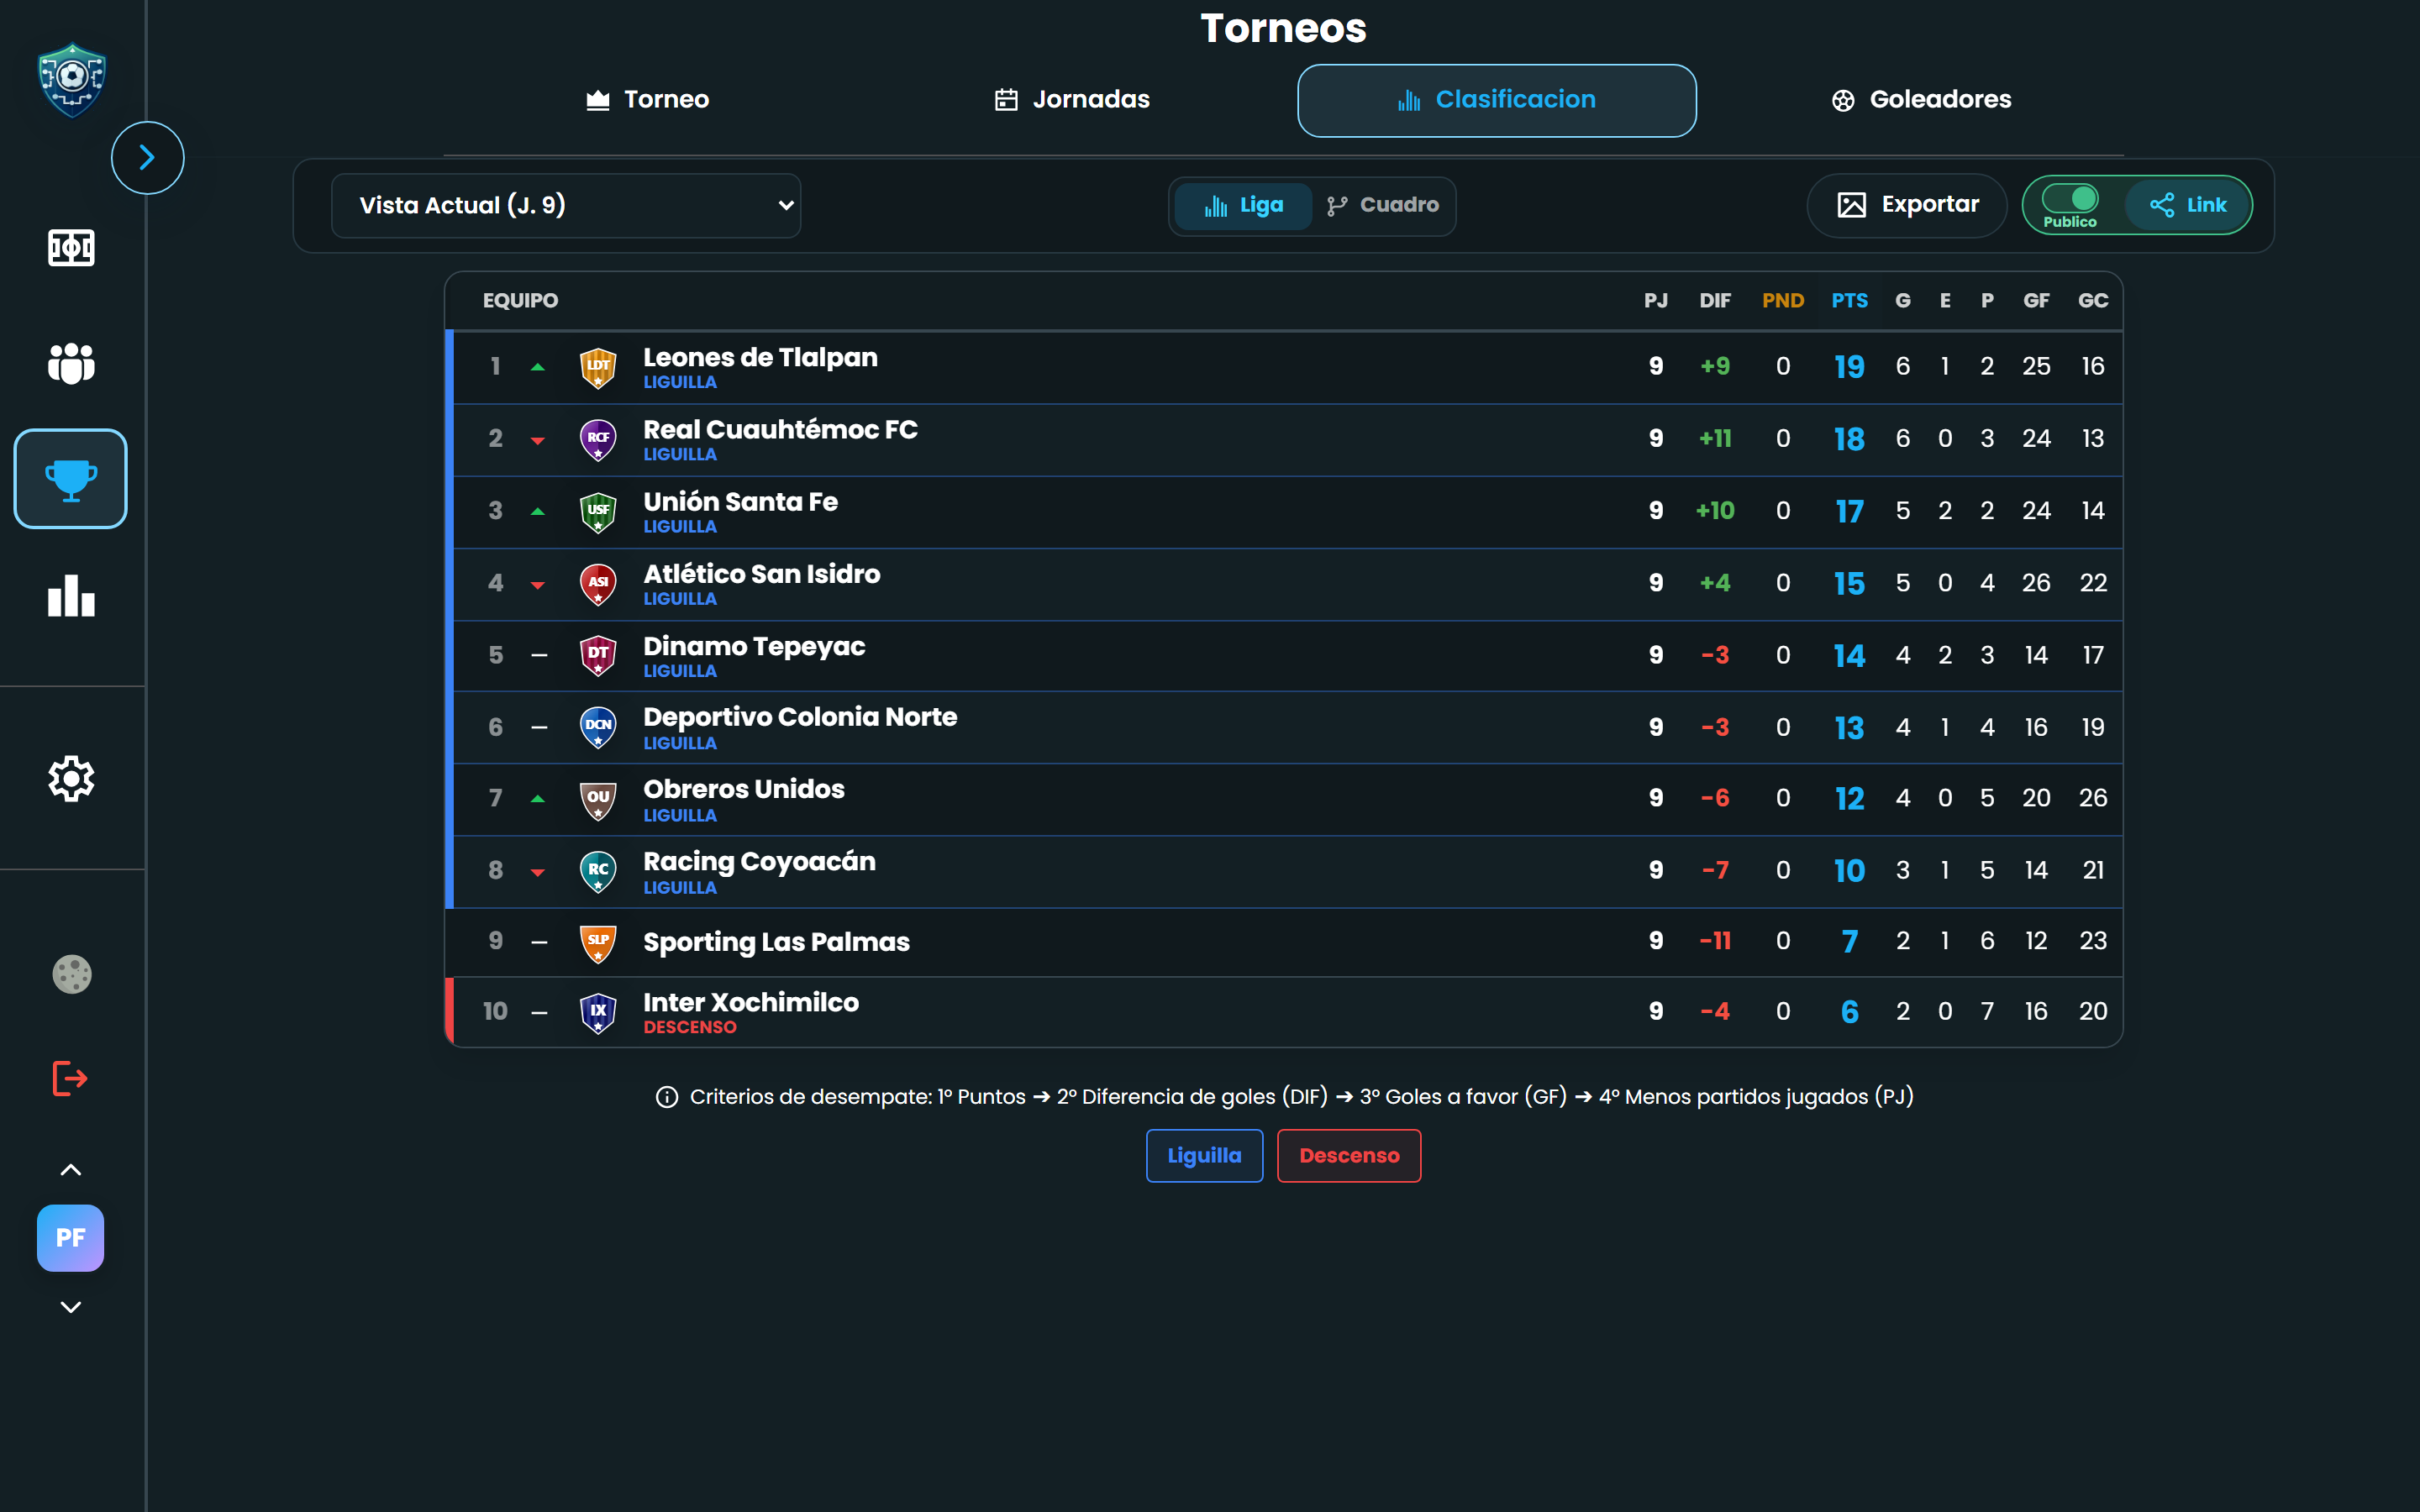 Torneos
Torneo Jornadas Clasificacion Goleadores
Vista Actual (J. 9) Liga Cuadro Exportar Publico Link
EQUIPO PJ DIF PND PTS G E P GF GC
1 LDT Leones de Tlalpan 9 +9 0 19 6 1 2 25 16
LIGUILLA
2 RCF Real Cuauhtémoc FC 9 +11 0 18 6 0 3 24 13
LIGUILLA
3 USF Unión Santa Fe 9 +10 0 17 5 2 2 24 14
LIGUILLA
4 ASI Atlético San Isidro 9 +4 0 15 5 0 4 26 22
LIGUILLA
5 DT Dinamo Tepeyac 9 -3 0 14 4 2 3 14 17
LIGUILLA
6 DCN Deportivo Colonia Norte 9 -3 0 13 4 1 4 16 19
LIGUILLA
7 OU Obreros Unidos 9 -6 0 12 4 0 5 20 26
LIGUILLA
8 RC Racing Coyoacán 9 -7 0 10 3 1 5 14 21
LIGUILLA
9 SLP Sporting Las Palmas 9 -11 0 7 2 1 6 12 23
10 IX Inter Xochimilco 9 -4 0 6 2 0 7 16 20
DESCENSO
Criterios de desempate: 1º Puntos ➔ 2º Diferencia de goles (DIF) ➔ 3º Goles a favor (GF) ➔ 4º Menos partidos jugados (PJ)
Liguilla Descenso
PF